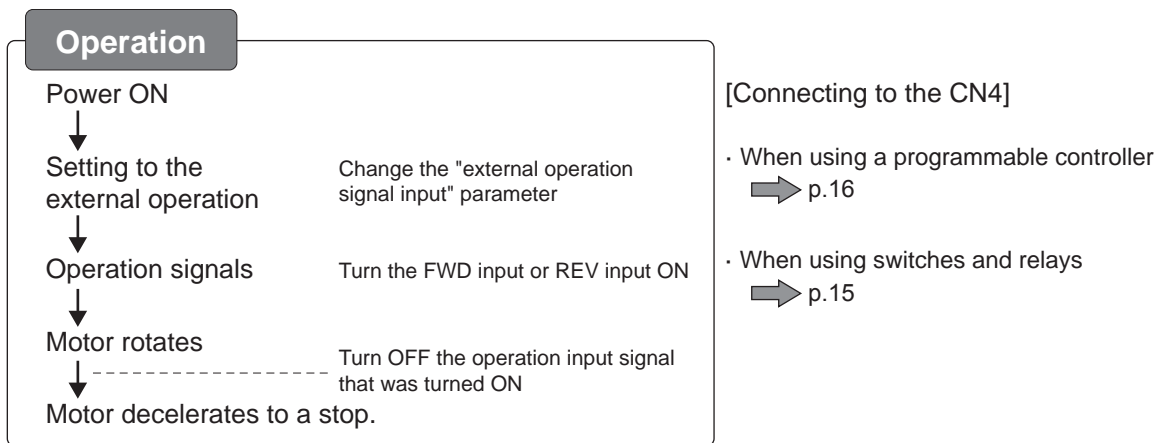 Operation
Power ON
Setting to the
external operation
Change the "external operation
signal input" parameter
Operation signals
Turn the FWD input or REV input ON
Motor rotates
Turn OFF the operation input signal
that was turned ON
Motor decelerates to a stop.
[Connecting to the CN4]
· When using a programmable controller
p.16
· When using switches and relays
p.15